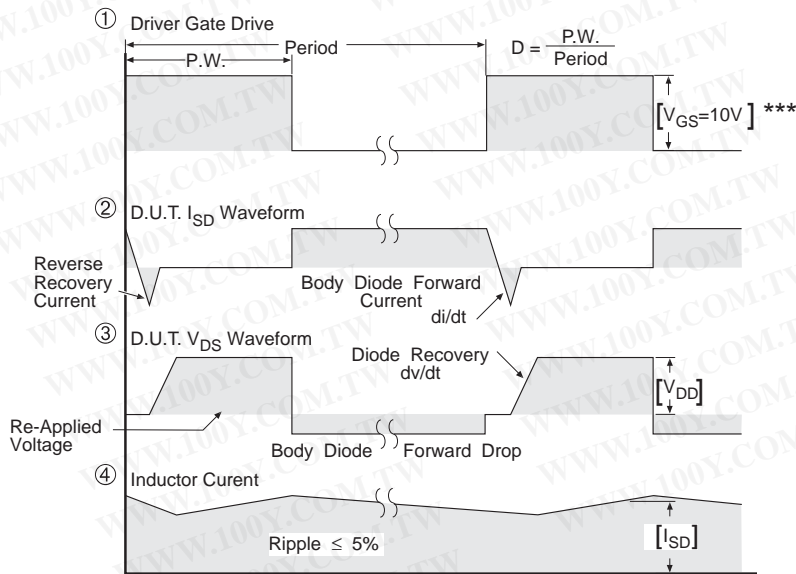 ① Driver Gate Drive
P.W.
Period
D = P.W.
Period
[VGS=10V] ***
② D.U.T. ISD Waveform
Reverse
Recovery
Current
Body Diode Forward
Current
di/dt
③ D.U.T. VDS Waveform
Diode Recovery
dv/dt
[VDD]
Re-Applied
Voltage
Body Diode Forward Drop
④ Inductor Curent
Ripple ≤ 5%
[ISD]
WWW.100Y.COM.TW